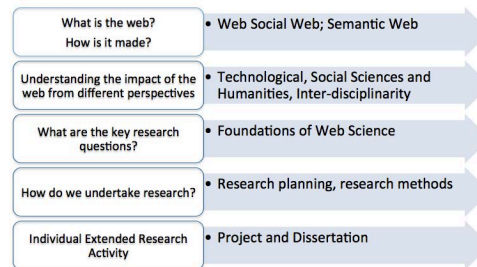 What is the web?
How is it made?
• Web Social Web; Semantic Web
Understanding the impact of the
web from different perspectives
• Technological, Social Sciences and
Humanities, Inter-disciplinarity
What are the key research
questions?
• Foundations of Web Science
How do we undertake research?
• Research planning, research methods
Individual Extended Research
Activity
• Project and Dissertation